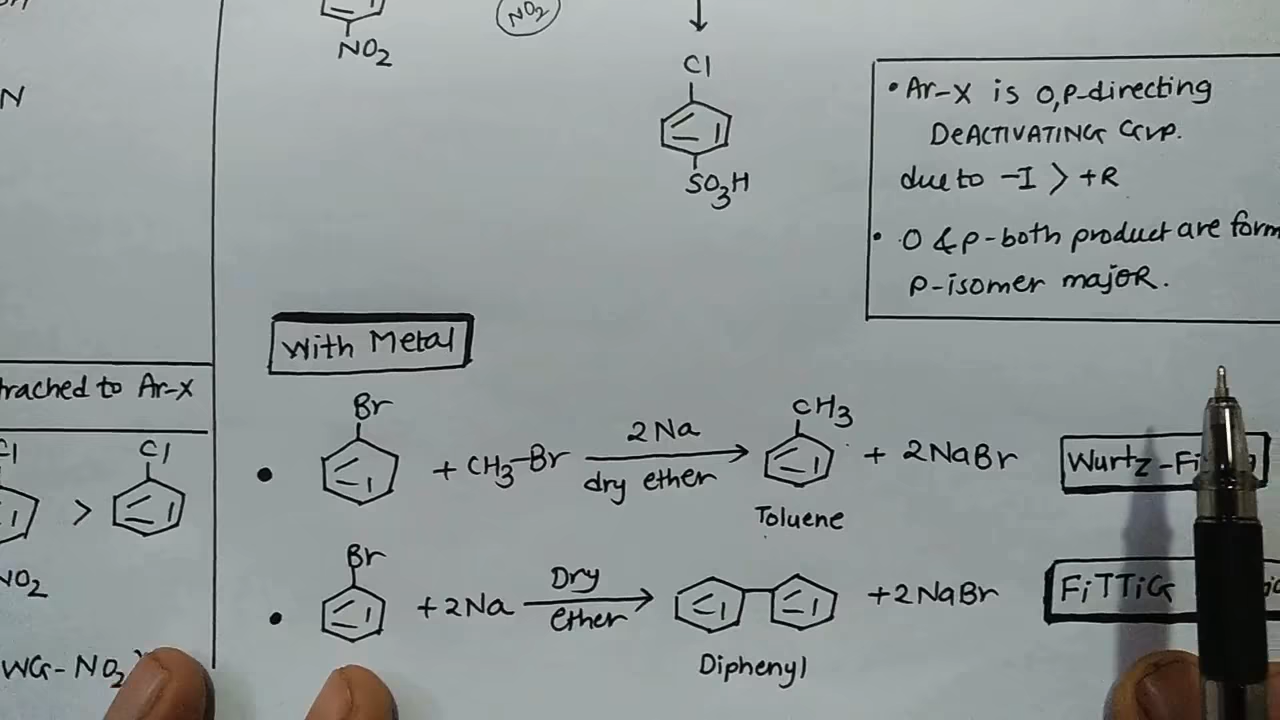 NO2
NO2
N
Cl
SO3H
• Ar-X is O,P-directing
DeACTIVATING Grp.
due to -I > +R
• O & p-both product are form
p-isomer majoR.
With Metal
trached to Ar-X
Cl
>
NO2
WG-NO2
• Br
+ CH3-Br
2Na
dry ether
CH3
+ 2NaBr
Toluene
Wurtz-Fi
• Br
+2Na
Dry
ether
+2NaBr
Diphenyl
FiTTiG